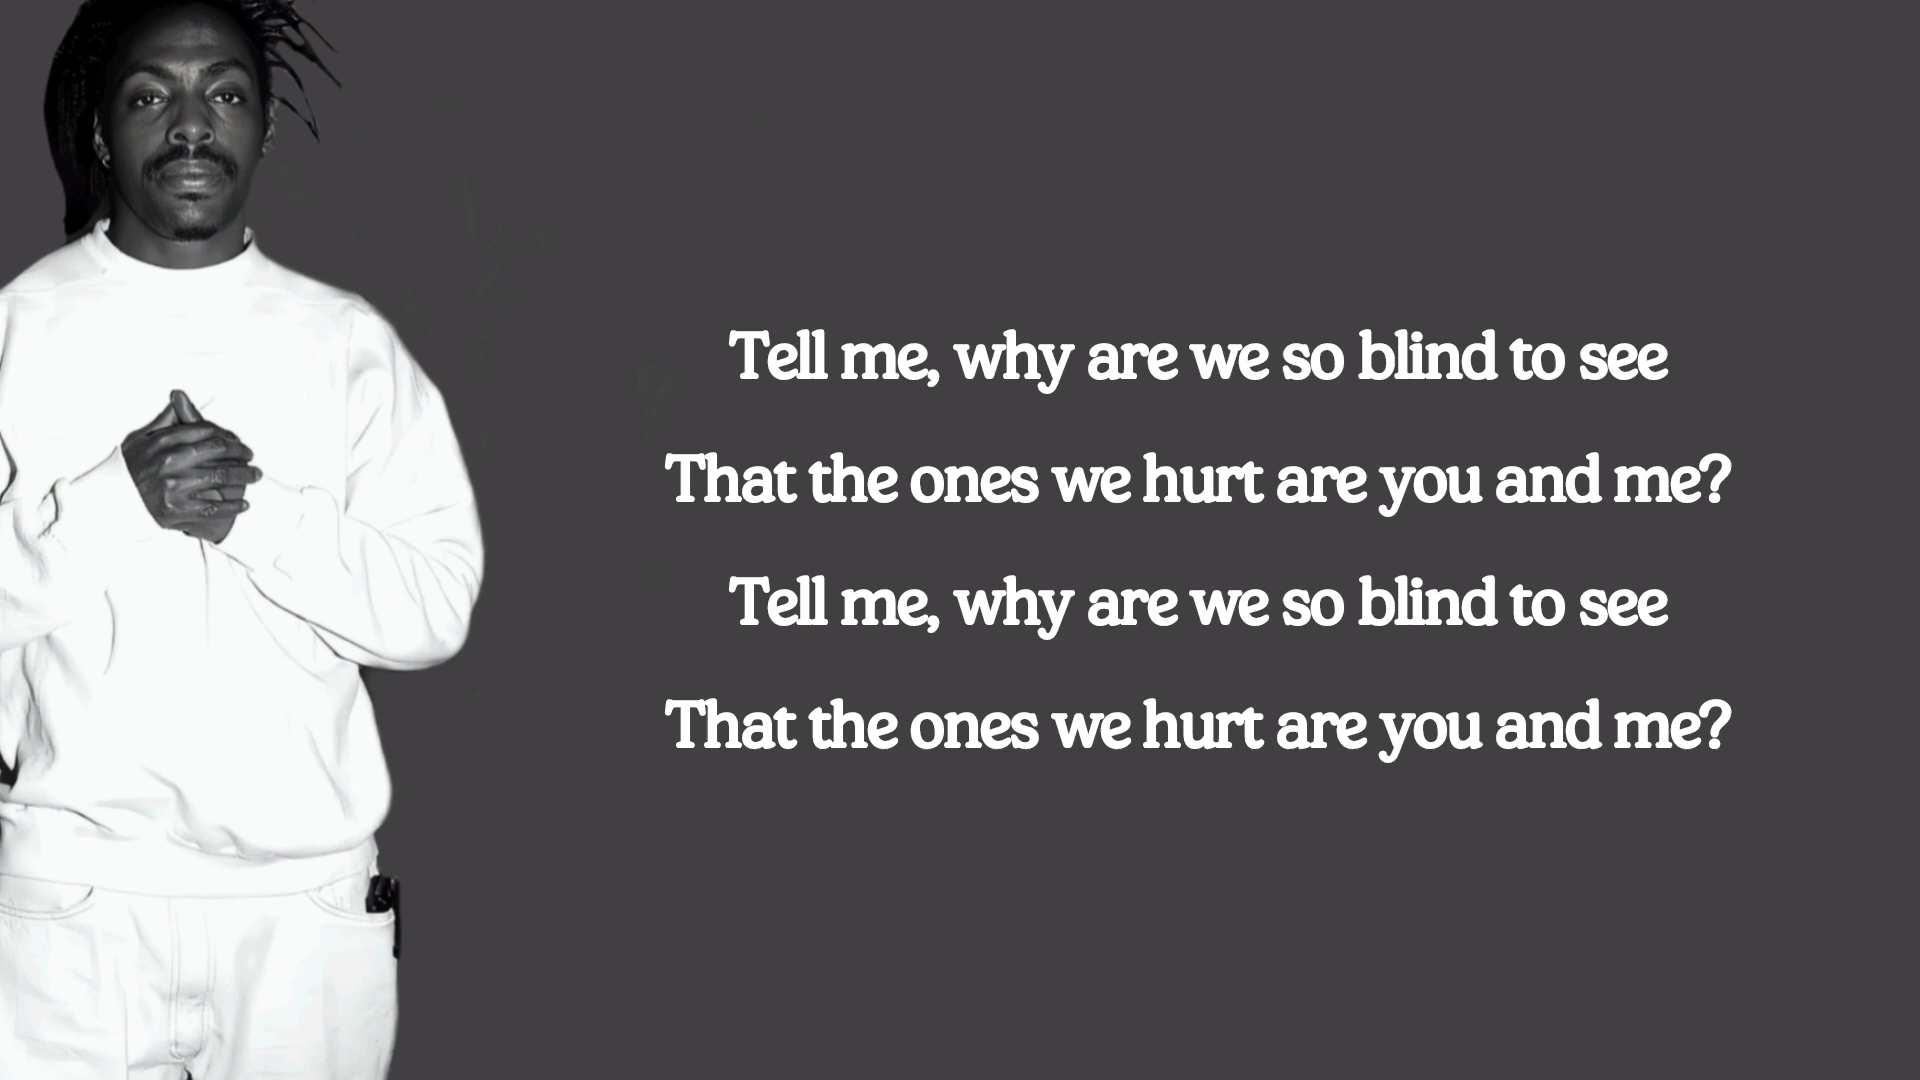 Tell me, why are we so blind to see
That the ones we hurt are you and me?
Tell me, why are we so blind to see
That the ones we hurt are you and me?